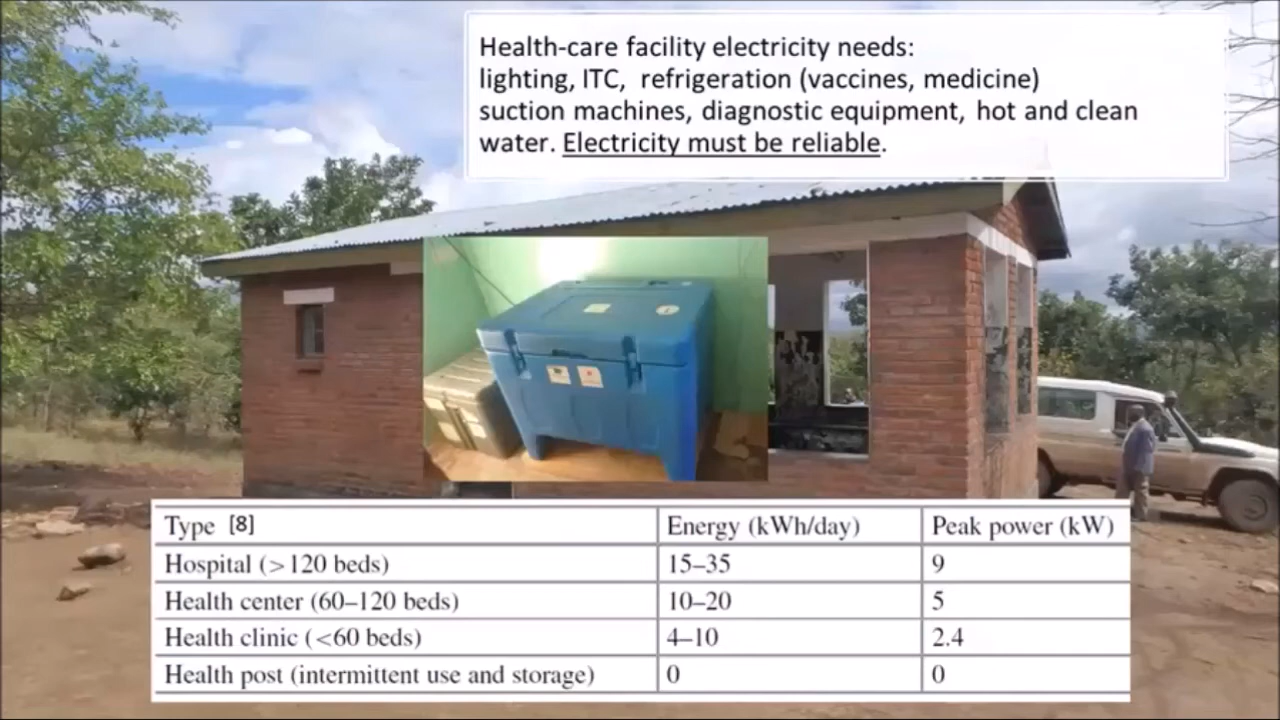 Health-care facility electricity needs:
lighting, ITC, refrigeration (vaccines, medicine)
suction machines, diagnostic equipment, hot and clean
water. Electricity must be reliable.
Type [8] Energy (kWh/day) Peak power (kW)
Hospital (>120 beds) 15–35 9
Health center (60–120 beds) 10–20 5
Health clinic (<60 beds) 4–10 2.4
Health post (intermittent use and storage) 0 0